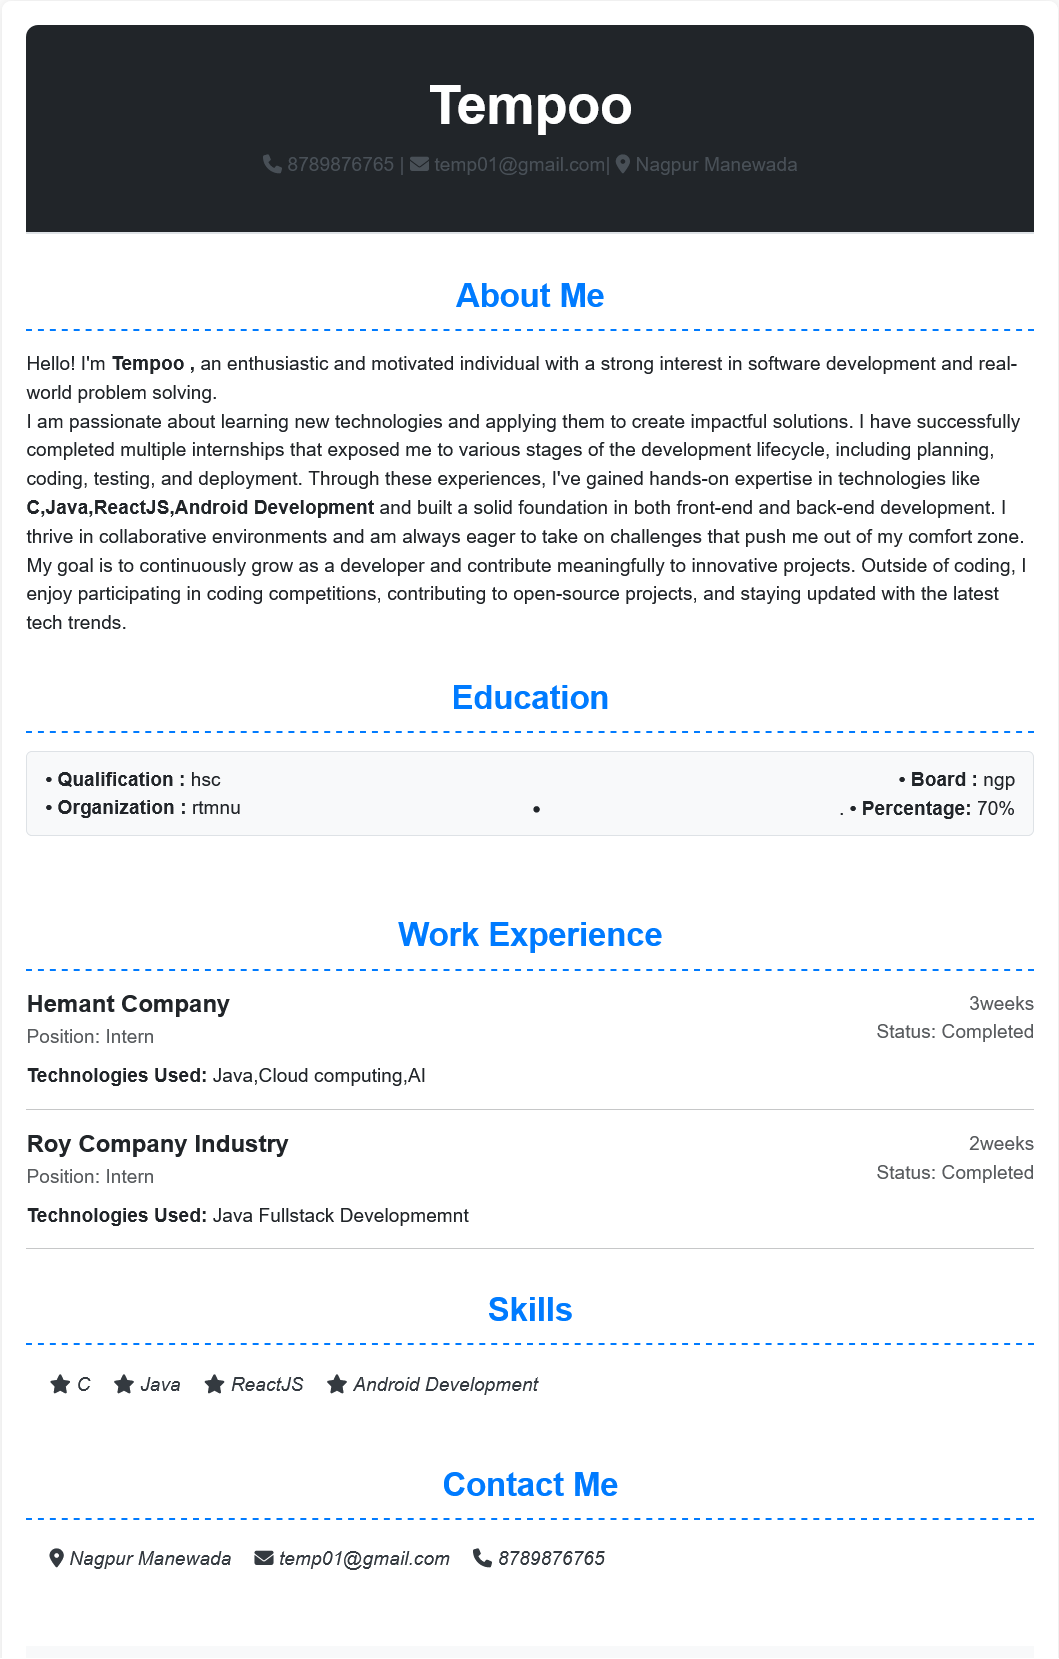 Tempoo
8789876765 | temp01@gmail.com| Nagpur Manewada
About Me
Hello! I'm Tempoo , an enthusiastic and motivated individual with a strong interest in software development and real-
world problem solving.
I am passionate about learning new technologies and applying them to create impactful solutions. I have successfully
completed multiple internships that exposed me to various stages of the development lifecycle, including planning,
coding, testing, and deployment. Through these experiences, I've gained hands-on expertise in technologies like
C,Java,ReactJS,Android Development and built a solid foundation in both front-end and back-end development. I
thrive in collaborative environments and am always eager to take on challenges that push me out of my comfort zone.
My goal is to continuously grow as a developer and contribute meaningfully to innovative projects. Outside of coding, I
enjoy participating in coding competitions, contributing to open-source projects, and staying updated with the latest
tech trends.
Education
• Qualification : hsc • Board : ngp
• Organization : rtmnu • . • Percentage: 70%
Work Experience
Hemant Company 3weeks
Position: Intern Status: Completed
Technologies Used: Java,Cloud computing,AI
Roy Company Industry 2weeks
Position: Intern Status: Completed
Technologies Used: Java Fullstack Developmemnt
Skills
C Java ReactJS Android Development
Contact Me
Nagpur Manewada temp01@gmail.com 8789876765